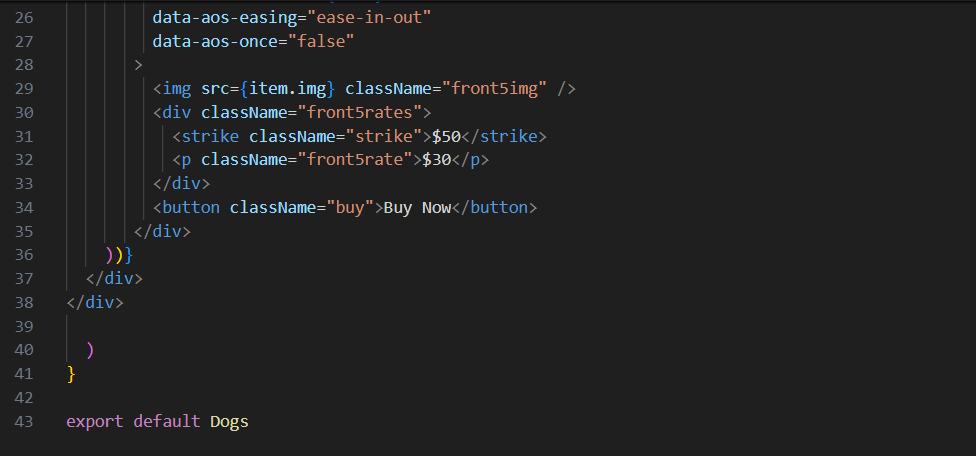 26 data-aos-easing="ease-in-out"
27 data-aos-once="false"
28 >
29 <img src={item.img} className="front5img" />
30 <div className="front5rates">
31 <strike className="strike">$50</strike>
32 <p className="front5rate">$30</p>
33 </div>
34 <button className="buy">Buy Now</button>
35 </div>
36 ))}
37 </div>
38 </div>
39
40 )
41 }
42
43 export default Dogs